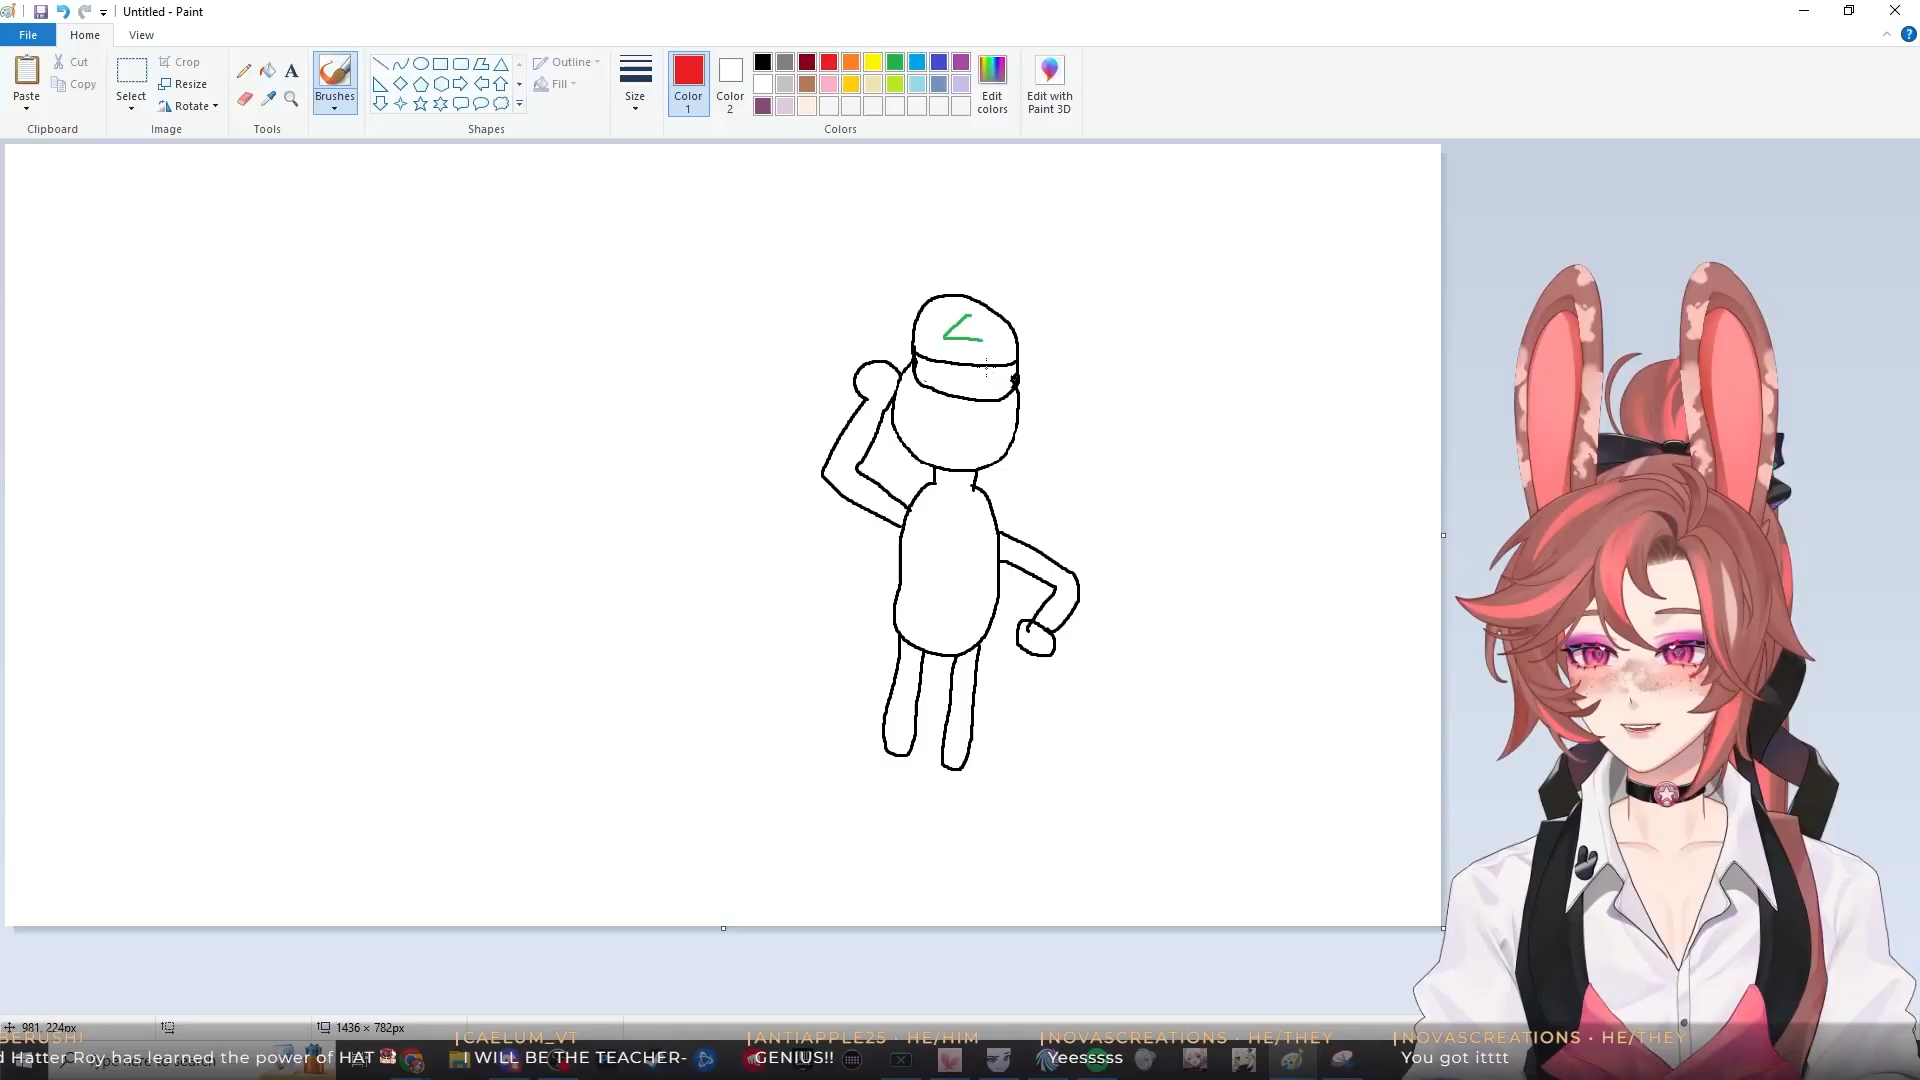 Untitled - Paint
File Home View
Paste
Cut
Copy
Clipboard
Select
Crop
Resize
Rotate
Image
Tools
Brushes
Shapes
Outline
Fill
Size
Color 1
Color 2
Edit colors
Edit with Paint 3D
Colors
L
981, 224px
1436 × 782px
BERUSHI |CAELUM_VT |ANTIAPPLE25 • HE/HIM |NOVASCREATIONS • HE/THEY |NOVASCREATIONS • HE/THEY
d Hatter Roy has learned the power of HAT I WILL BE THE TEACHER- GENIUS!! Yeesssss You got itttt